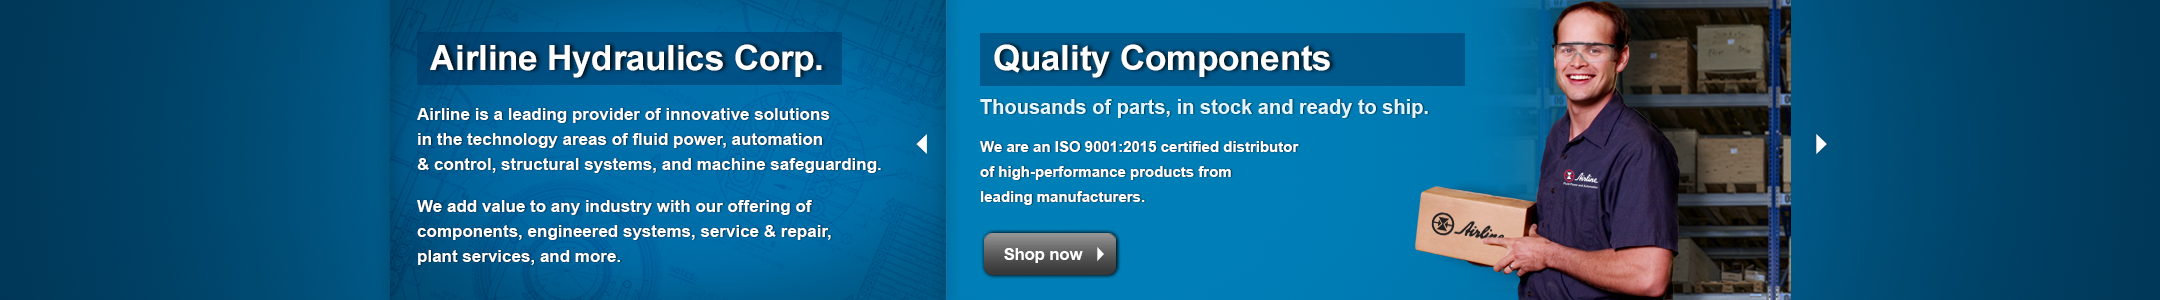 Airline Hydraulics Corp.
Airline is a leading provider of innovative solutions
in the technology areas of fluid power, automation
& control, structural systems, and machine safeguarding.
We add value to any industry with our offering of
components, engineered systems, service & repair,
plant services, and more.
Quality Components
Thousands of parts, in stock and ready to ship.
We are an ISO 9001:2015 certified distributor
of high-performance products from
leading manufacturers.
Shop now
Airline
Airline